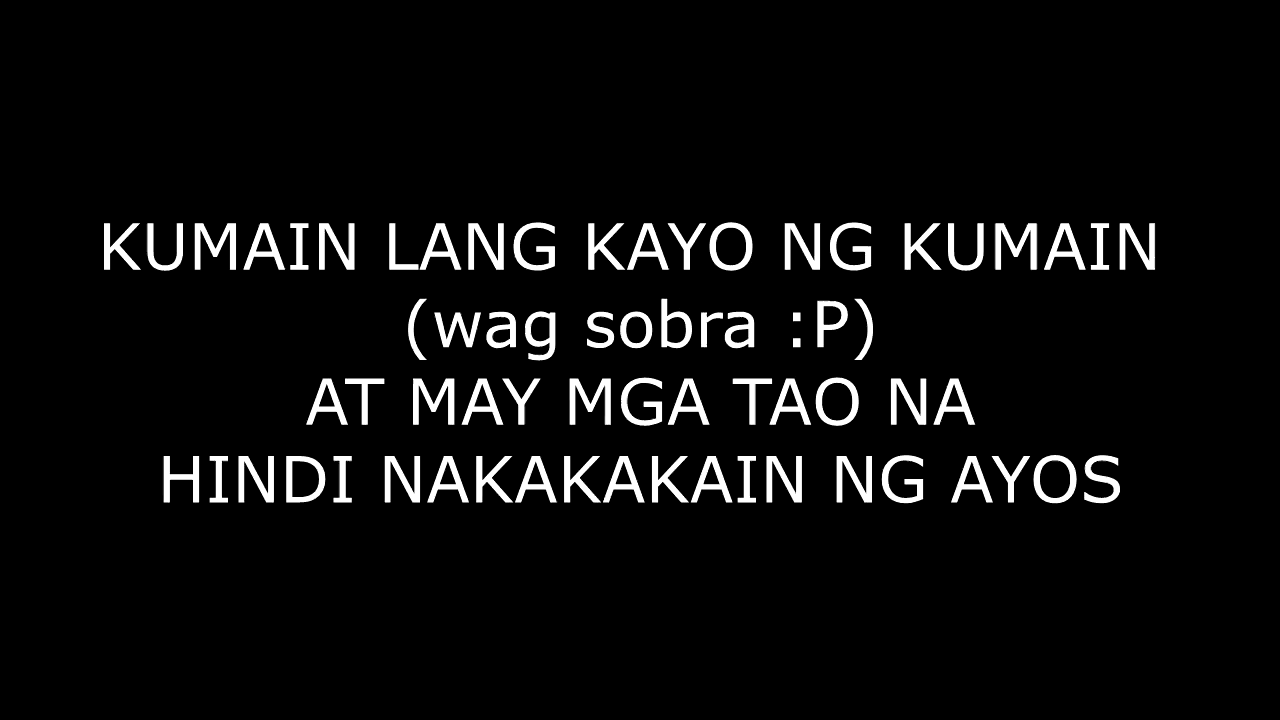 KUMAIN LANG KAYO NG KUMAIN
(wag sobra :P)
AT MAY MGA TAO NA
HINDI NAKAKAKAIN NG AYOS